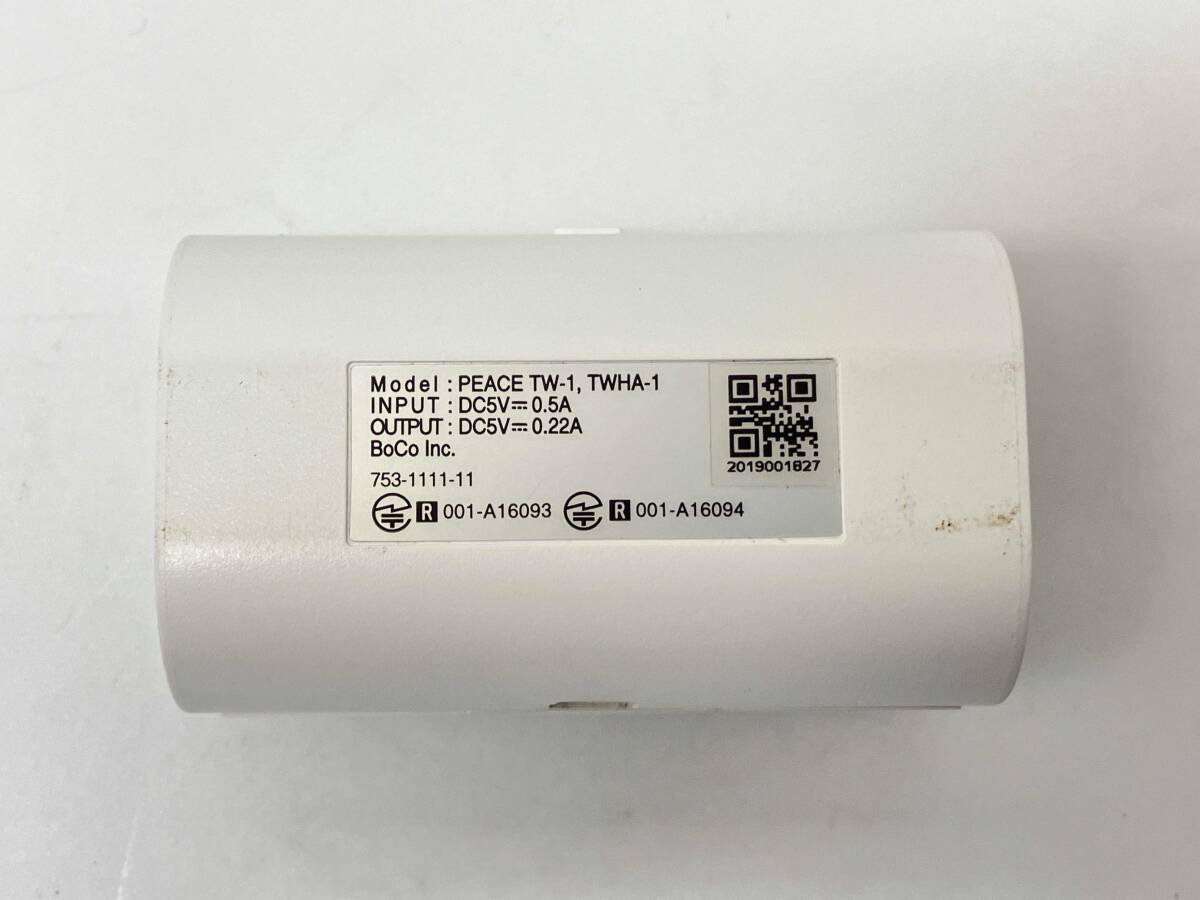 Model : PEACE TW-1, TWHA-1
INPUT : DC5V⎓0.5A
OUTPUT : DC5V⎓0.22A
BoCo Inc.
2019001827
753-1111-11
R 001-A16093 R 001-A16094